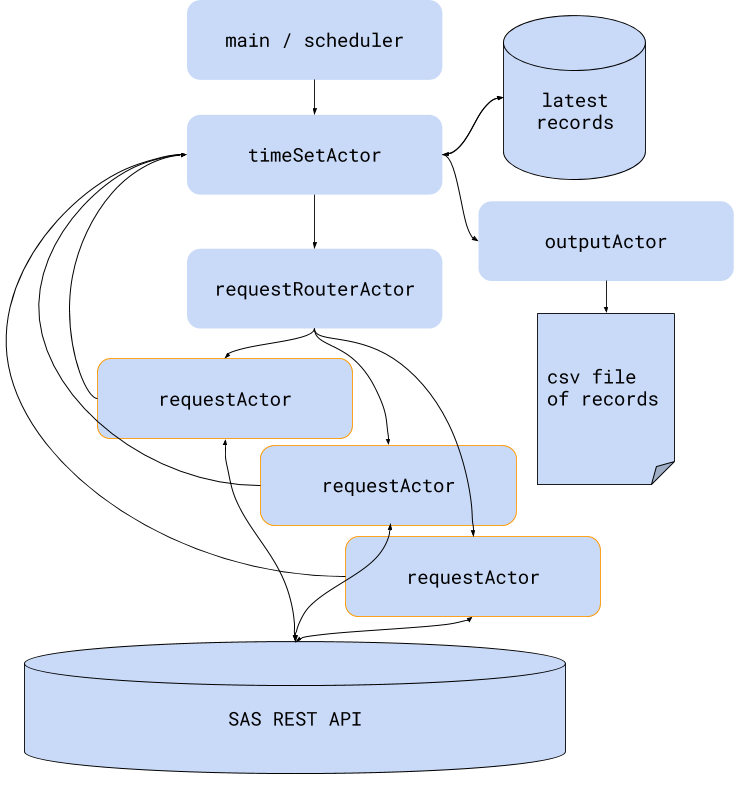 main / scheduler
latest
records
timeSetActor
outputActor
requestRouterActor
csv file
of records
requestActor
requestActor
requestActor
SAS REST API